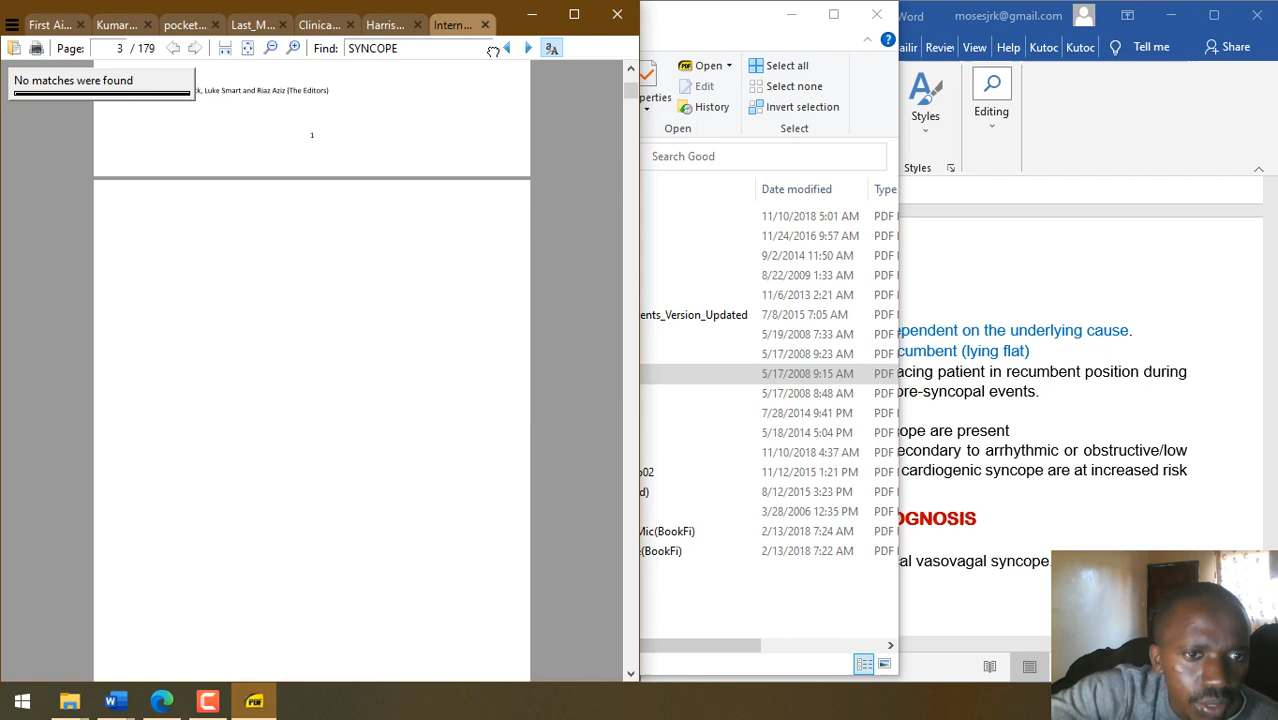 First Ai...
Kumar...
pocket...
Last_M...
Clinica...
Harris...
Intern...
Page: 3 / 179
Find: SYNCOPE
No matches were found
Luke Smart and Riaz Aziz (The Editors)
1
Open
Edit
History
Open
Select all
Select none
Invert selection
Select
Search Good
Date modified
Type
11/10/2018 5:01 AM PDF
11/24/2016 9:57 AM PDF
9/2/2014 11:50 AM PDF
8/22/2009 1:33 AM PDF
11/6/2013 2:21 AM PDF
ents_Version_Updated 7/8/2015 7:05 AM PDF
5/19/2008 7:33 AM PDF
5/17/2008 9:23 AM PDF
5/17/2008 9:15 AM PDF
5/17/2008 8:48 AM PDF
7/28/2014 9:41 PM PDF
5/18/2014 5:04 PM PDF
11/10/2018 4:37 AM PDF
o02 11/12/2015 1:21 PM PDF
d) 8/12/2015 3:23 PM PDF
3/28/2006 12:35 PM PDF
Mic(BookFi) 2/13/2018 7:24 AM PDF
e(BookFi) 2/13/2018 7:22 AM PDF
Word
mosesjrk@gmail.com
ailir Review View Help Kutoc Kutoc Tell me Share
Styles
Editing
Styles
ependent on the underlying cause.
cumbent (lying flat)
acing patient in recumbent position during
ore-syncopal events.
cope are present
secondary to arrhythmic or obstructive/low
cardiogenic syncope are at increased risk
OGNOSIS
al vasovagal syncope.
PDF